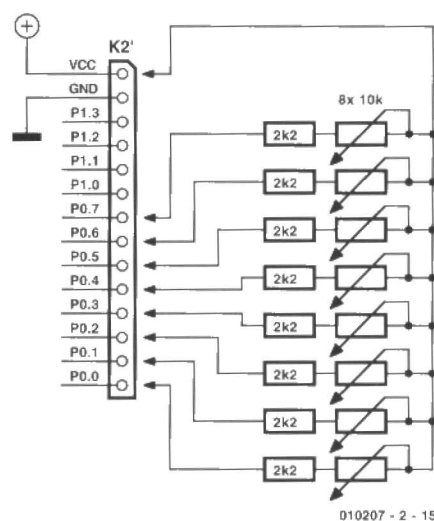 +
K2'
VCC
GND
P1.3
P1.2
P1.1
P1.0
P0.7
P0.6
P0.5
P0.4
P0.3
P0.2
P0.1
P0.0
8x 10k
2k2
2k2
2k2
2k2
2k2
2k2
2k2
2k2
010207 - 2 - 15